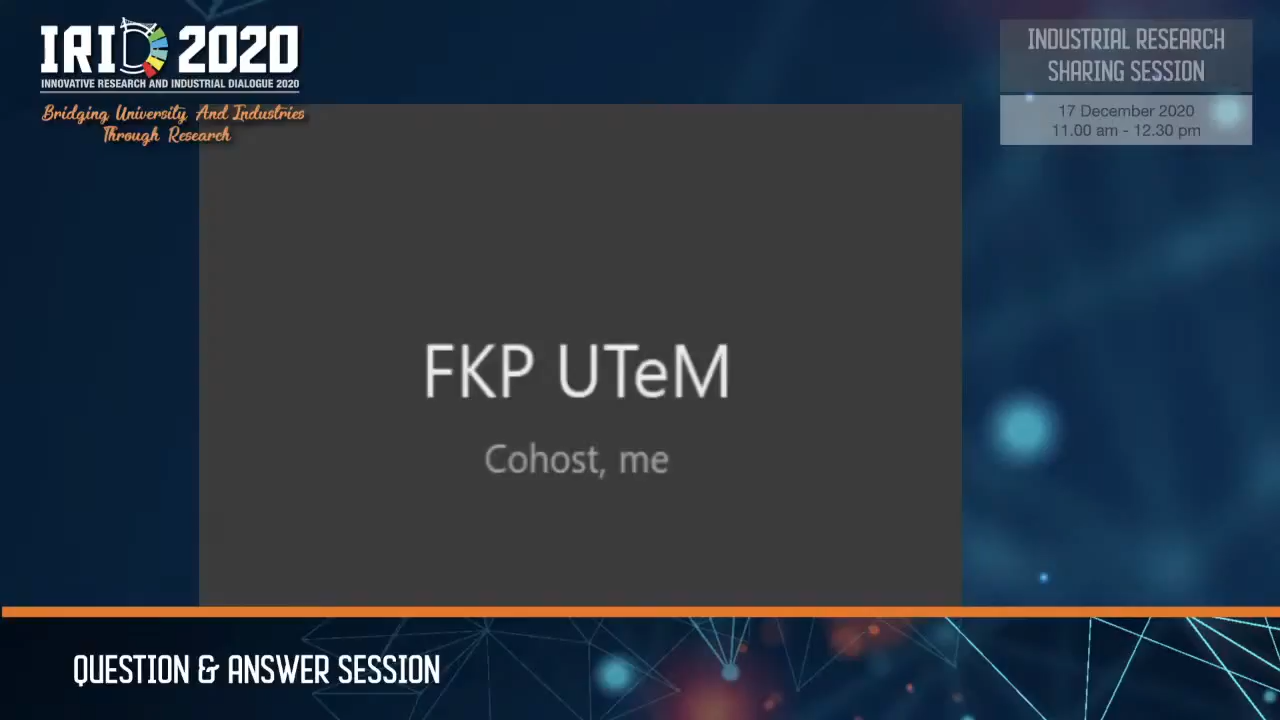 IRID 2020
INNOVATIVE RESEARCH AND INDUSTRIAL DIALOGUE 2020
Bridging University And Industries
Through Research
INDUSTRIAL RESEARCH
SHARING SESSION
17 December 2020
11.00 am - 12.30 pm
FKP UTeM
Cohost, me
QUESTION & ANSWER SESSION